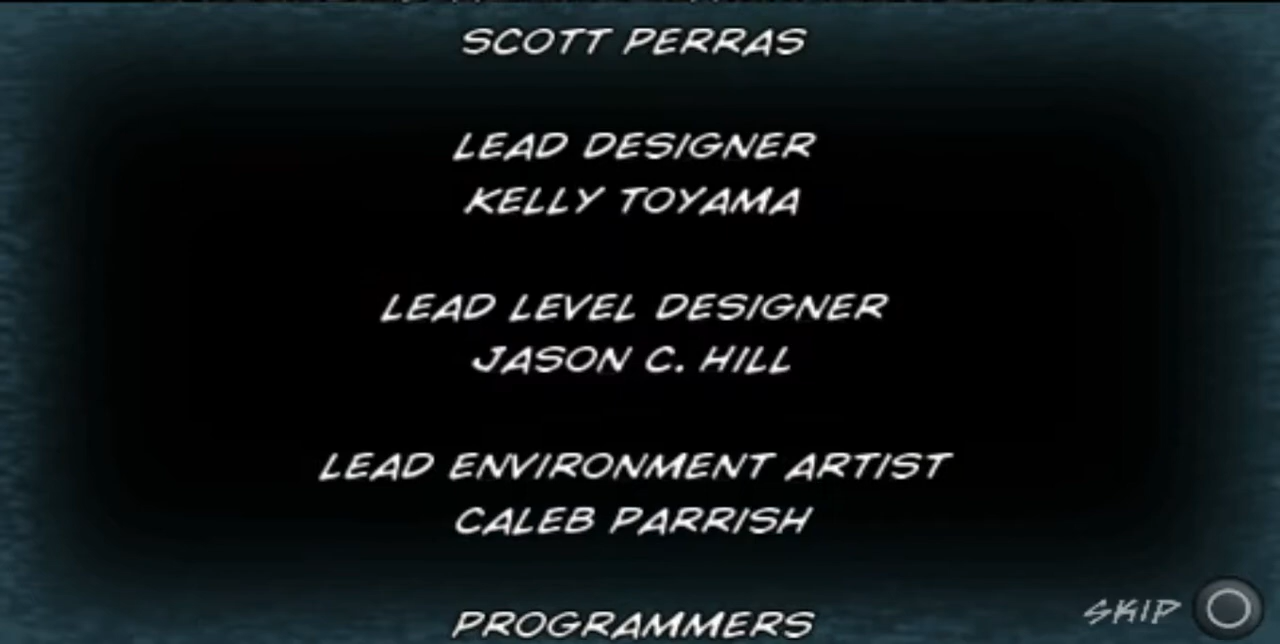 SCOTT PERRAS
LEAD DESIGNER
KELLY TOYAMA
LEAD LEVEL DESIGNER
JASON C. HILL
LEAD ENVIRONMENT ARTIST
CALEB PARRISH
PROGRAMMERS
SKIP